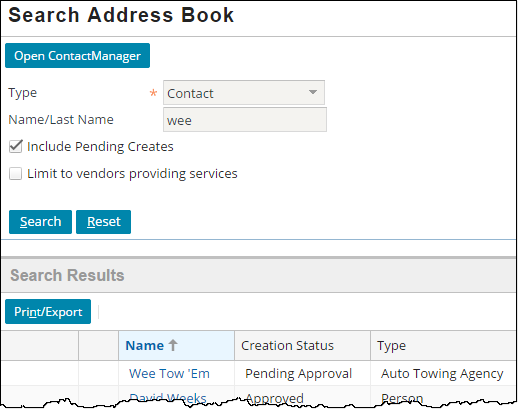 Search Address Book
Open ContactManager
Type * Contact
Name/Last Name wee
Include Pending Creates
Limit to vendors providing services
Search Reset
Search Results
Print/Export
Name Creation Status Type
Wee Tow 'Em Pending Approval Auto Towing Agency
David Weeks Approved Person